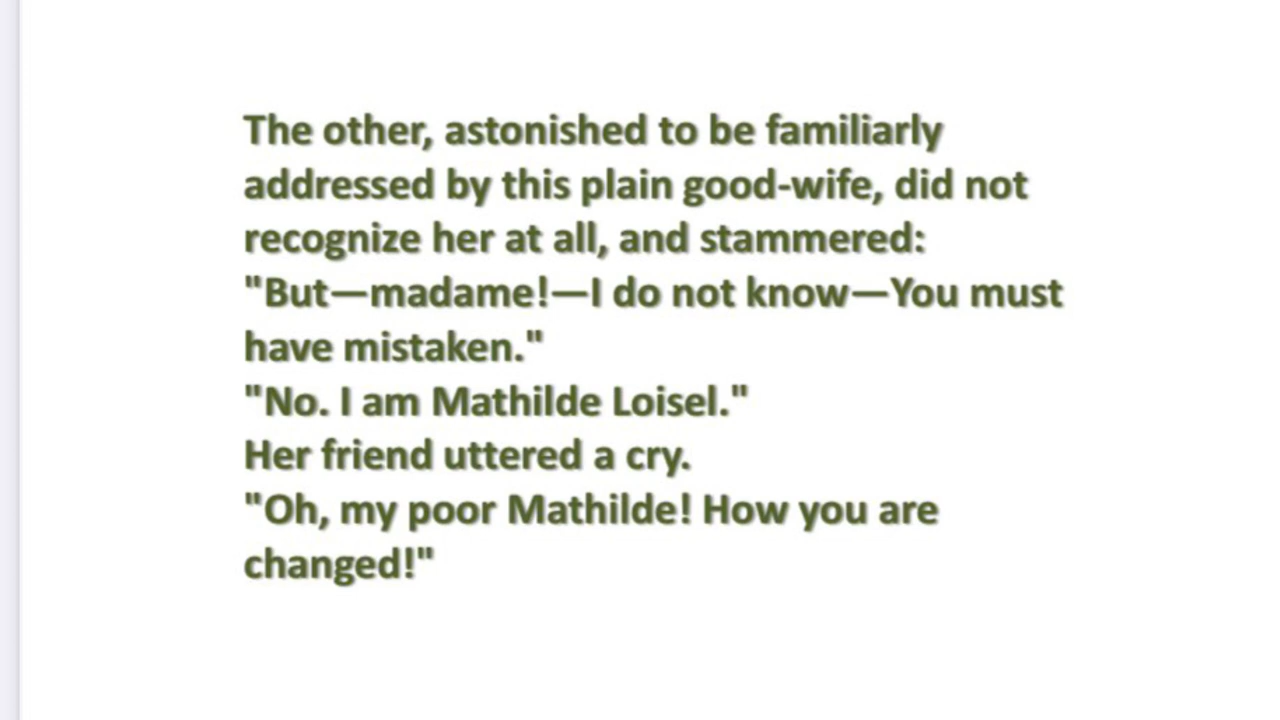 The other, astonished to be familiarly
addressed by this plain good-wife, did not
recognize her at all, and stammered:
"But—madame!—I do not know—You must
have mistaken."
"No. I am Mathilde Loisel."
Her friend uttered a cry.
"Oh, my poor Mathilde! How you are
changed!"